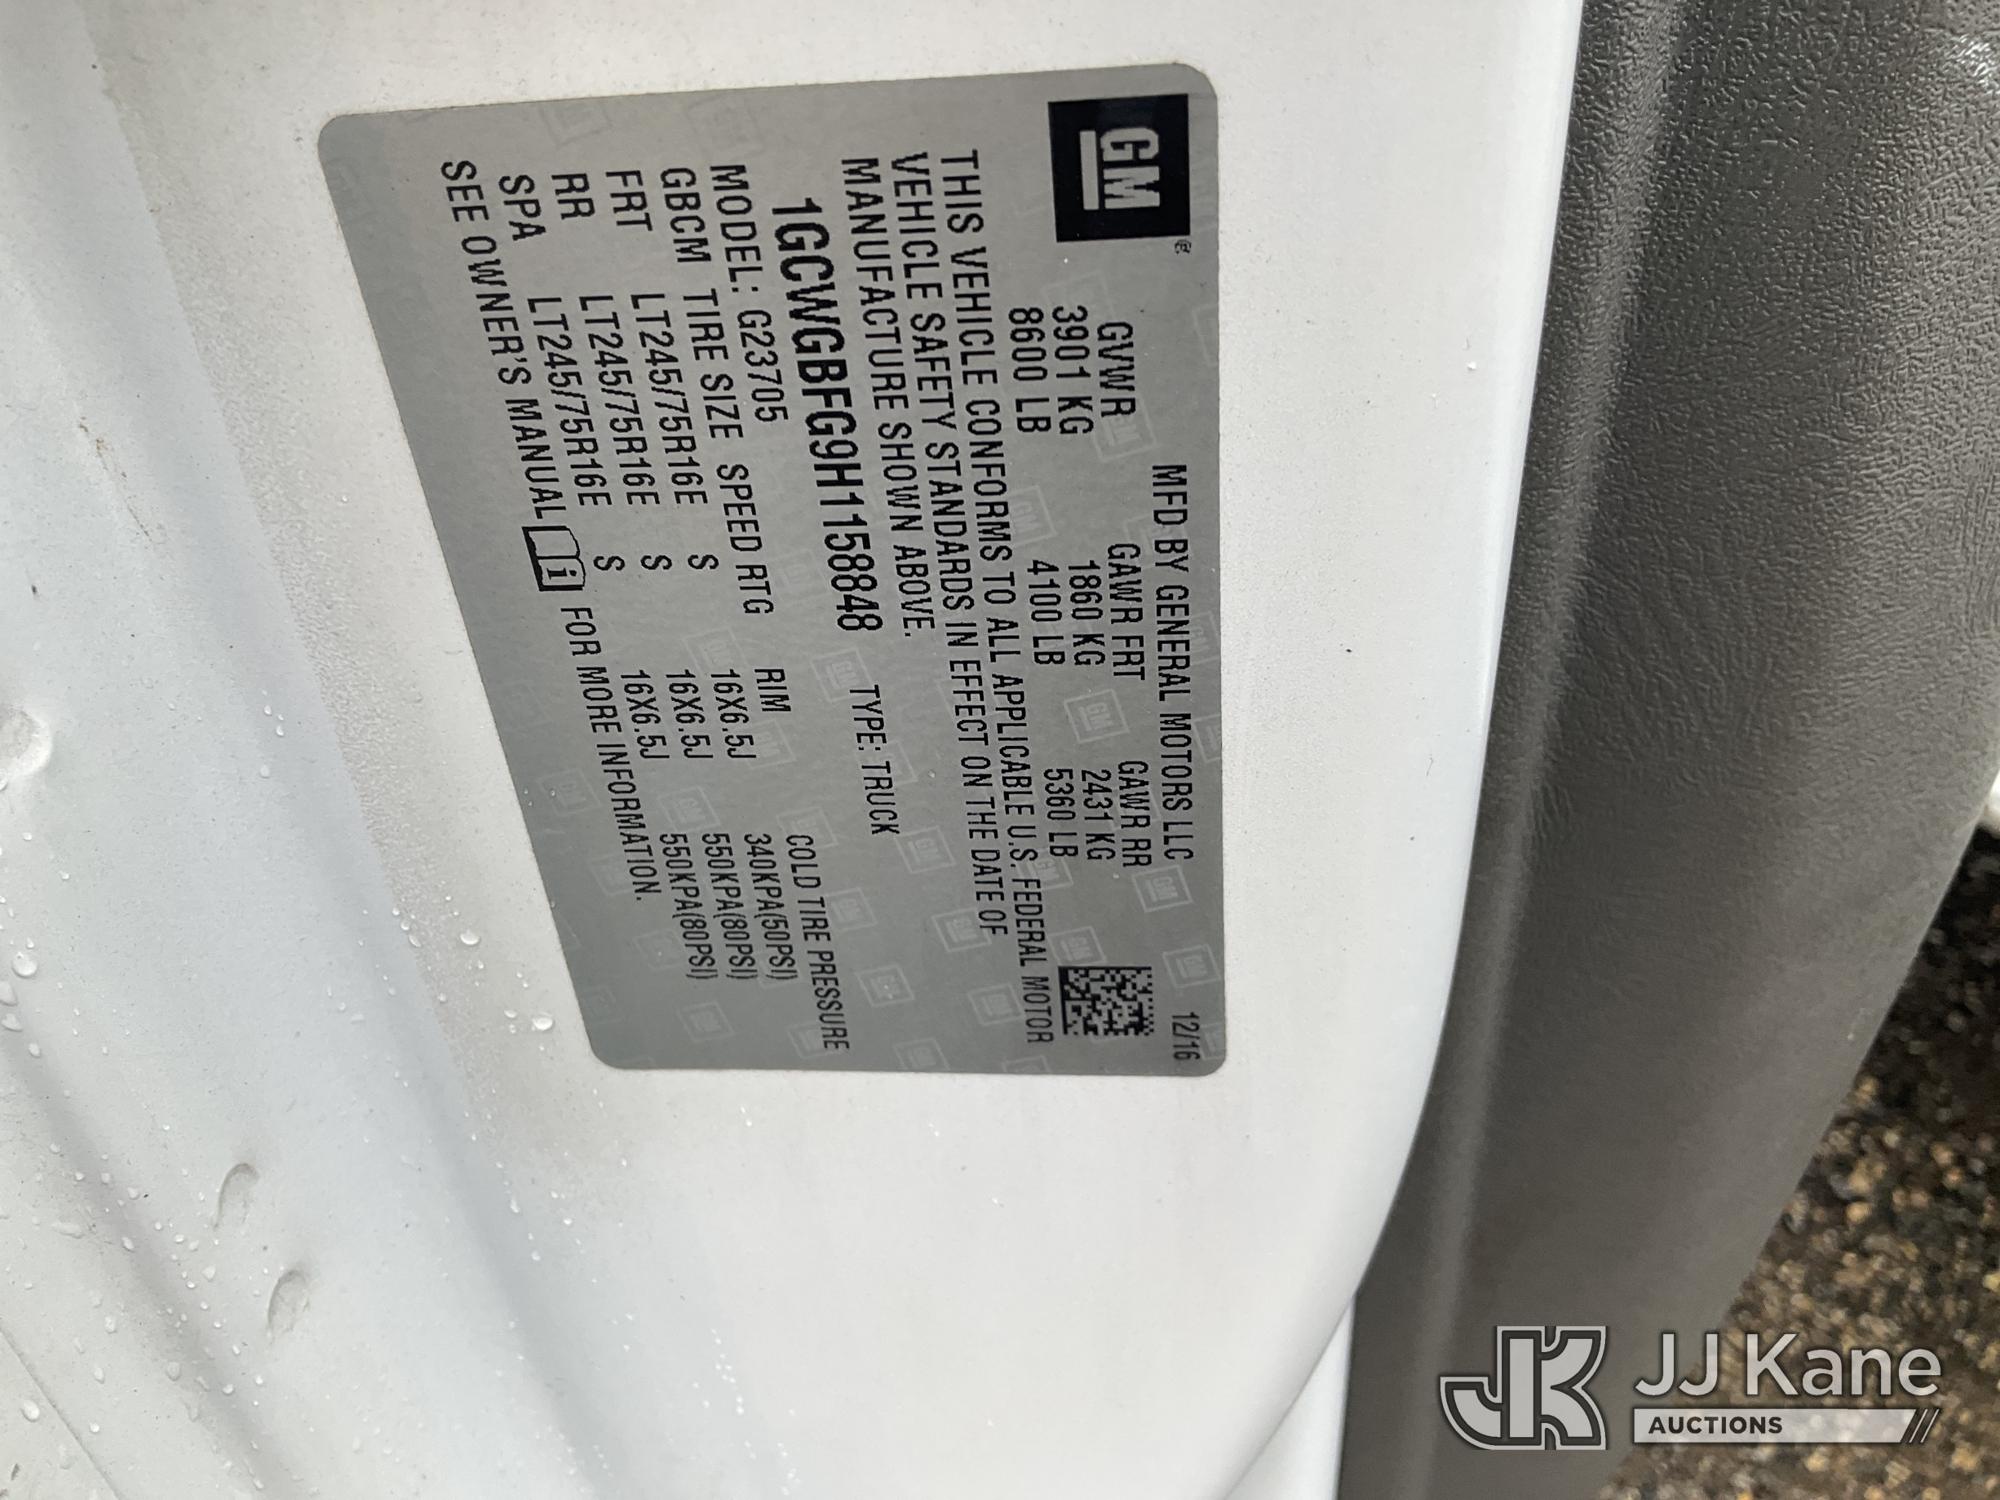 GM
MFD BY GENERAL MOTORS LLC 12/16
GVWR GAWR FRT GAWR RR
3901 KG 1860 KG 2431 KG
8600 LB 4100 LB 5360 LB
THIS VEHICLE CONFORMS TO ALL APPLICABLE U.S. FEDERAL MOTOR
VEHICLE SAFETY STANDARDS IN EFFECT ON THE DATE OF
MANUFACTURE SHOWN ABOVE.
1GCWGBFG9H1158848 TYPE: TRUCK
MODEL: G23705
GBCM TIRE SIZE SPEED RTG RIM COLD TIRE PRESSURE
FRT LT245/75R16E S 16X6.5J 340KPA(50PSI)
RR LT245/75R16E S 16X6.5J 550KPA(80PSI)
SPA LT245/75R16E S 16X6.5J 550KPA(80PSI)
SEE OWNER'S MANUAL i FOR MORE INFORMATION.
JK JJ Kane
AUCTIONS